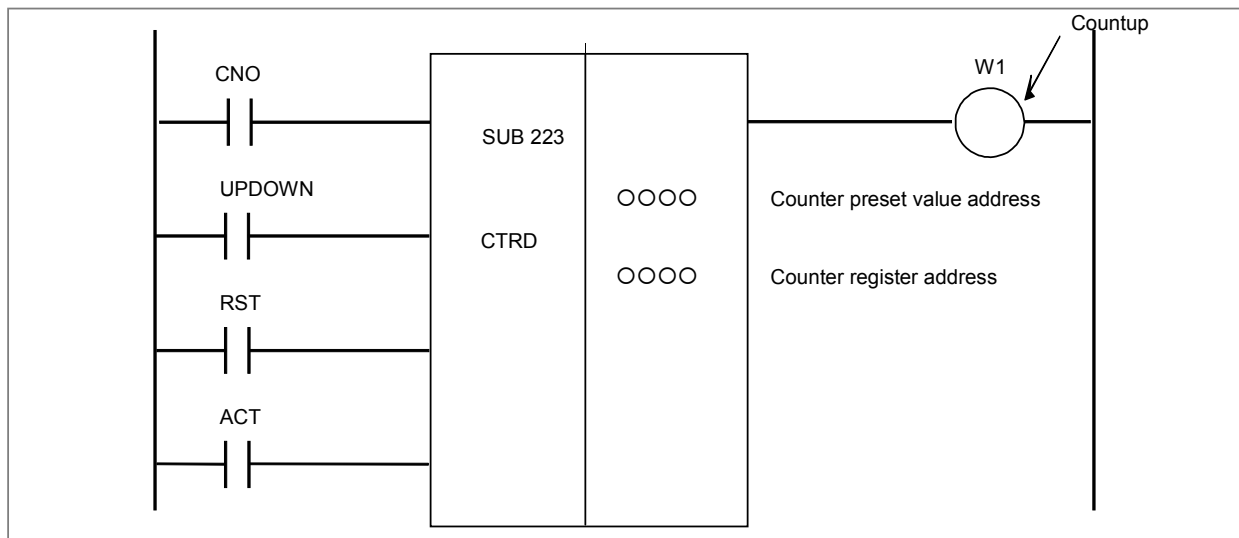 Countup
W1
CNO
SUB 223
UPDOWN
○○○○ Counter preset value address
CTRD
○○○○ Counter register address
RST
ACT